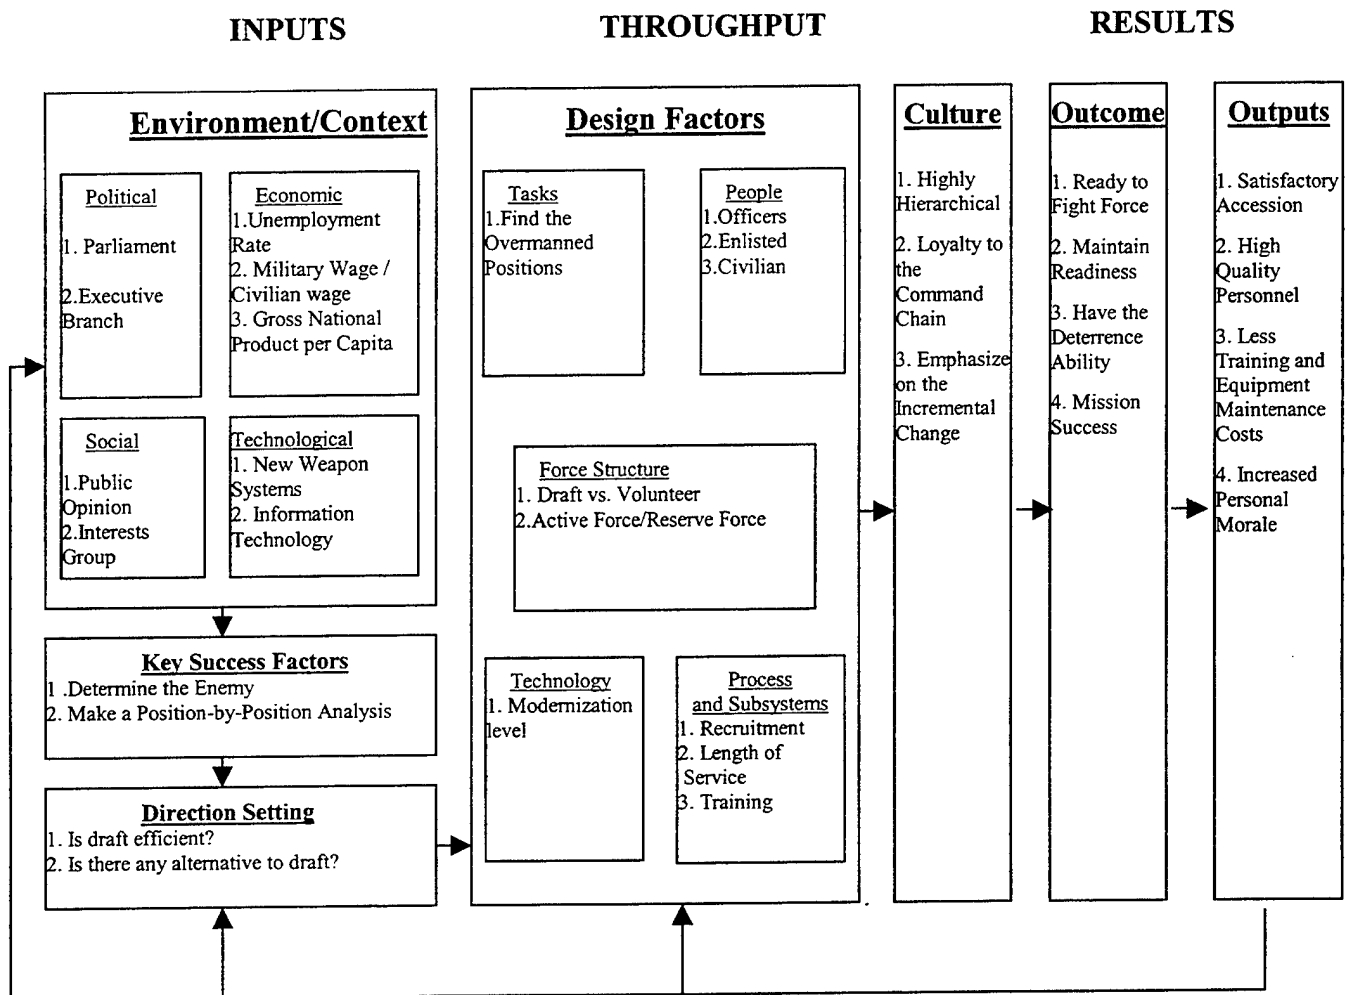 INPUTS
THROUGHPUT
RESULTS
Environment/Context
Political
1. Parliament
2.Executive
Branch
Economic
1.Unemployment
Rate
2. Military Wage /
Civilian wage
3. Gross National
Product per Capita
Social
1.Public
Opinion
2.Interests
Group
Technological
1. New Weapon
Systems
2. Information
Technology
Key Success Factors
1 .Determine the Enemy
2. Make a Position-by-Position Analysis
Direction Setting
1. Is draft efficient?
2. Is there any alternative to draft?
Design Factors
Tasks
1.Find the
Overmanned
Positions
People
1.Officers
2.Enlisted
3.Civilian
Force Structure
1. Draft vs. Volunteer
2.Active Force/Reserve Force
Technology
1. Modernization
level
Process
and Subsystems
1. Recruitment
2. Length of
Service
3. Training
Culture
1. Highly
Hierarchical
2. Loyalty to
the
Command
Chain
3. Emphasize
on the
Incremental
Change
Outcome
1. Ready to
Fight Force
2. Maintain
Readiness
3. Have the
Deterrence
Ability
4. Mission
Success
Outputs
1. Satisfactory
Accession
2. High
Quality
Personnel
3. Less
Training and
Equipment
Maintenance
Costs
4. Increased
Personal
Morale